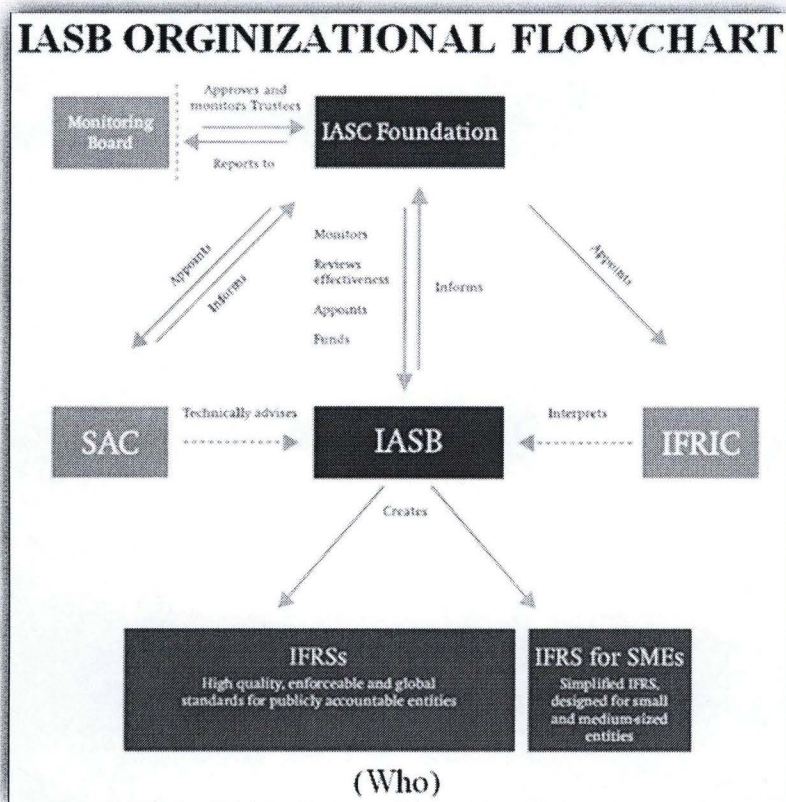 IASB ORGINIZATIONAL FLOWCHART
Approves and
monitors Trustees
Monitoring
Board
IASC Foundation
Reports to
Appoints
Informs
Monitors
Reviews
effectiveness
Appoints
Funds
Informs
Appoints
SAC
Technically advises
IASB
Interprets
IFRIC
Creates
IFRSs
High quality, enforceable and global
standards for publicly accountable entities
IFRS for SMEs
Simplified IFRS,
designed for small
and medium-sized
entities
(Who)